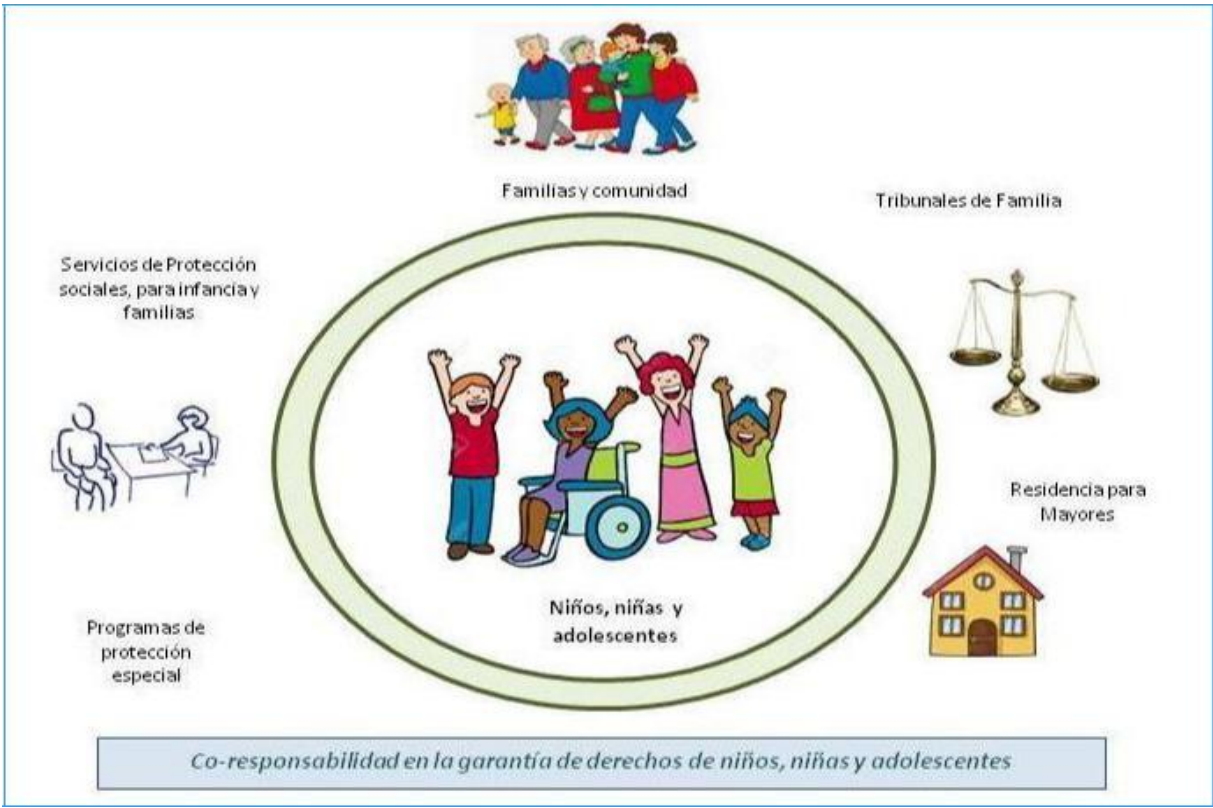 Familias y comunidad
Tribunales de Familia
Servicios de Protección
sociales, para infancia y
familias
Residencia para
Mayores
Niños, niñas y
adolescentes
Programas de
protección
especial
Co-responsabilidad en la garantía de derechos de niños, niñas y adolescentes